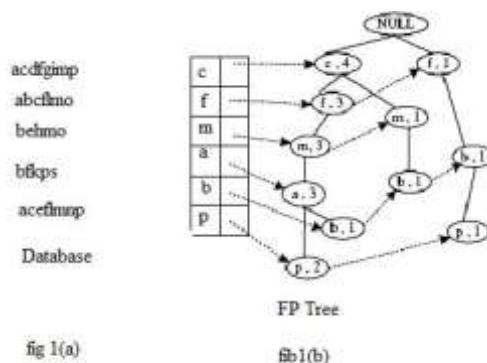 acdfgimp
abcflmo
behmo
bfkps
aceflmnp
Database
fig 1(a)
c
f
m
a
b
p
NULL
c,4
f,1
f,3
m,1
m,3
b,1
a,3
b,1
b,1
p,1
p,2
FP Tree
fib1(b)